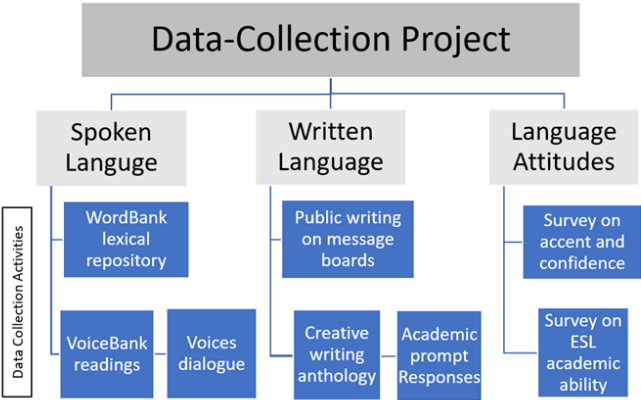 Data-Collection Project
Spoken
Languge
Written
Language
Language
Attitudes
Data Collection Activities
WordBank
lexical
repository
Public writing
on message
boards
Survey on
accent and
confidence
VoiceBank
readings
Voices
dialogue
Creative
writing
anthology
Academic
prompt
Responses
Survey on
ESL
academic
ability